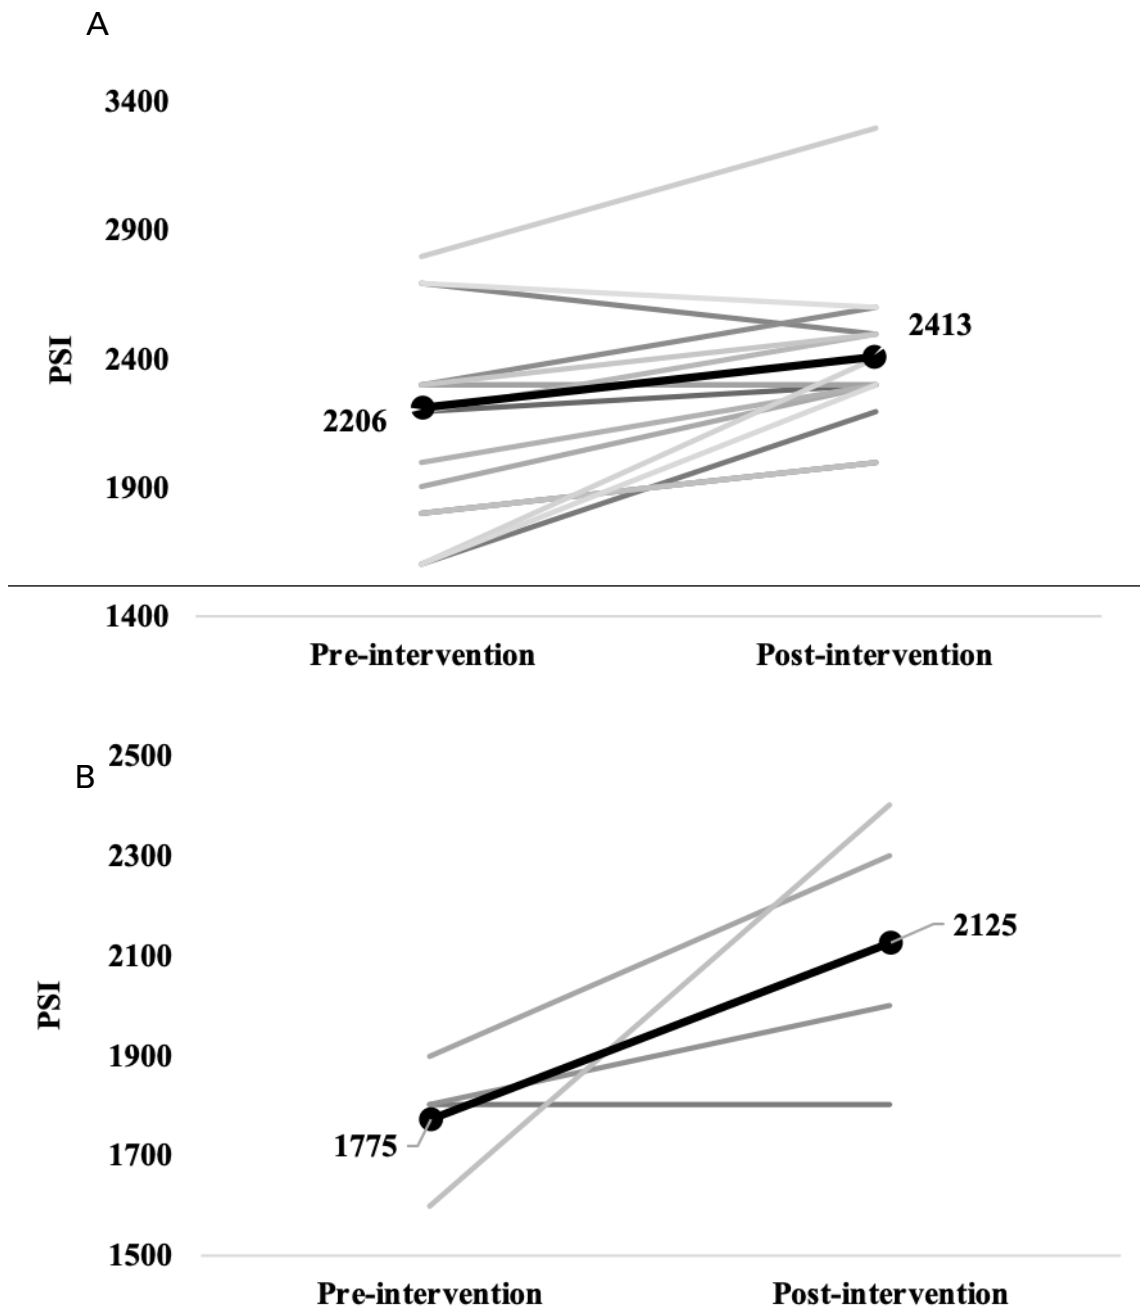 A
3400
2900
PSI
2400
2413
2206
1900
1400
Pre-intervention Post-intervention
2500
B
2300
2100
2125
PSI
1900
1775
1700
1500
Pre-intervention Post-intervention